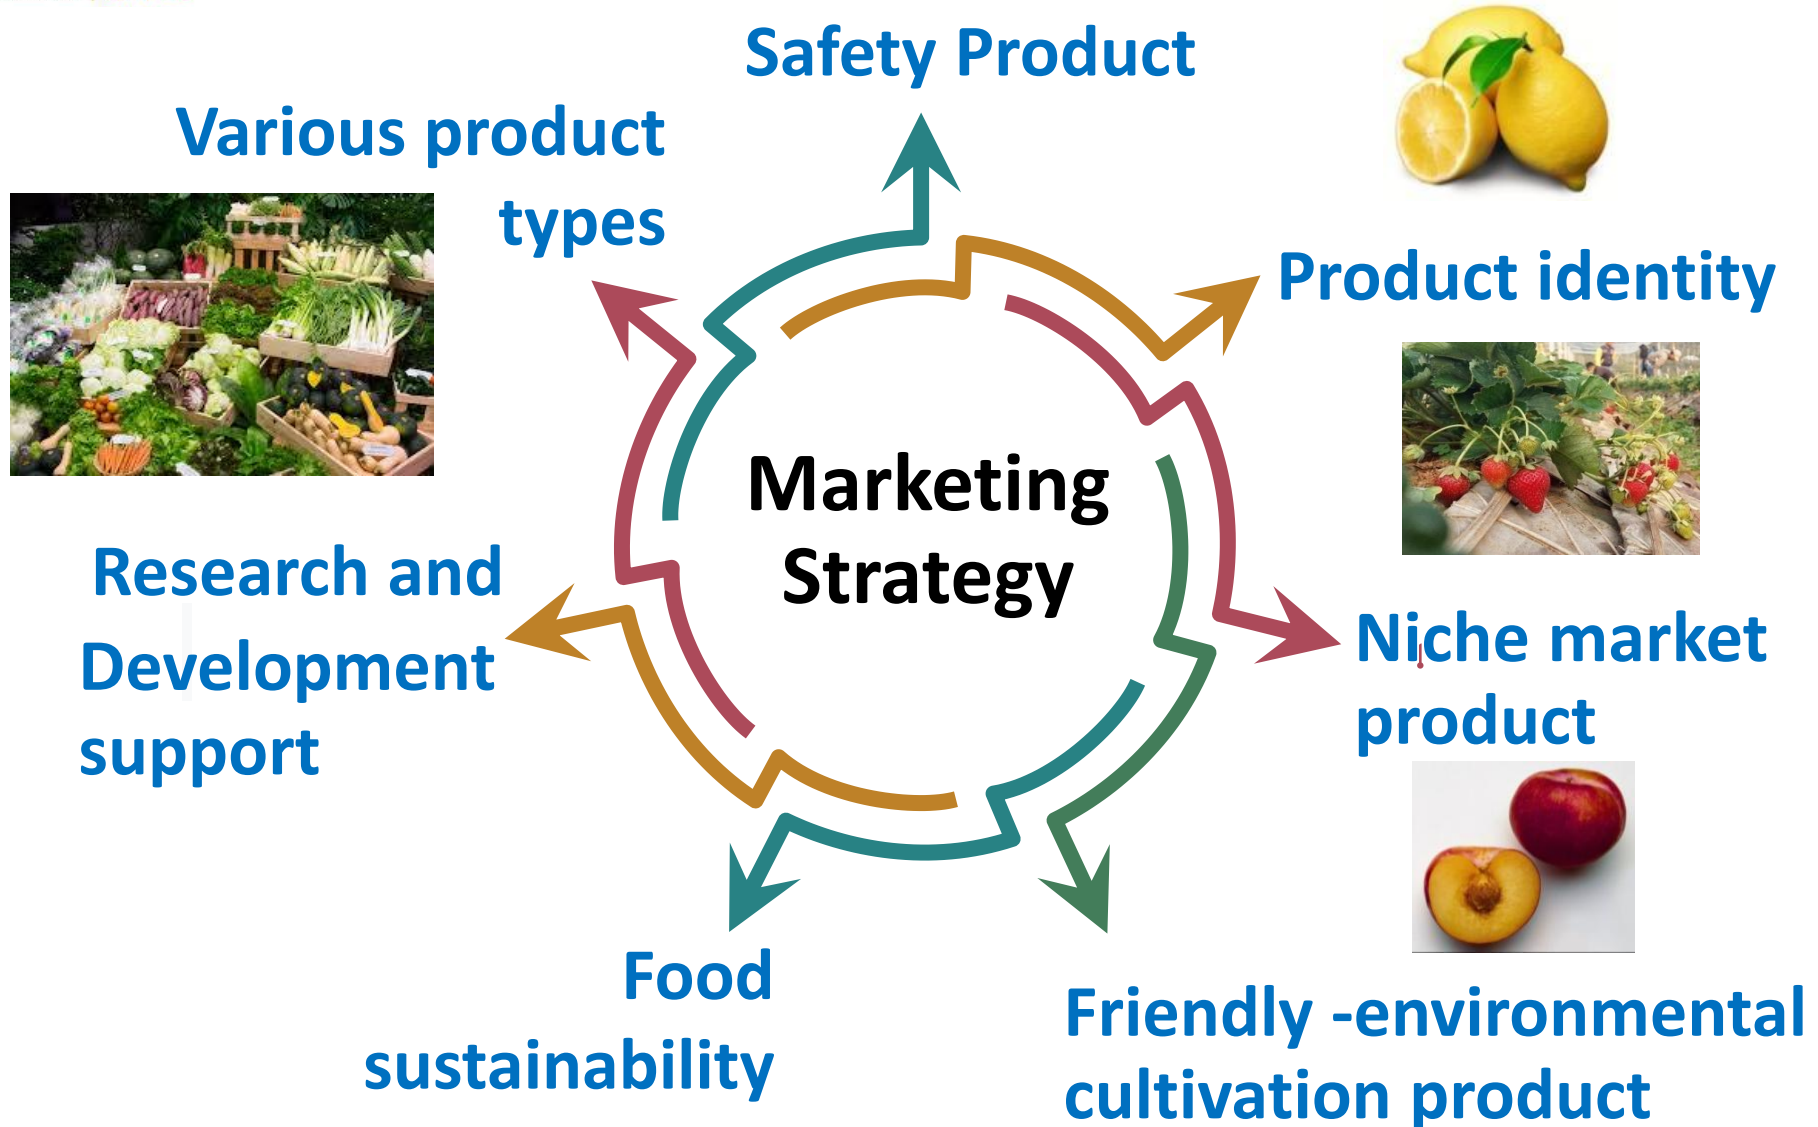 Safety Product
Various product
types
Product identity
Marketing
Strategy
Research and
Development
support
Niche market
product
Food
sustainability
Friendly -environmental
cultivation product